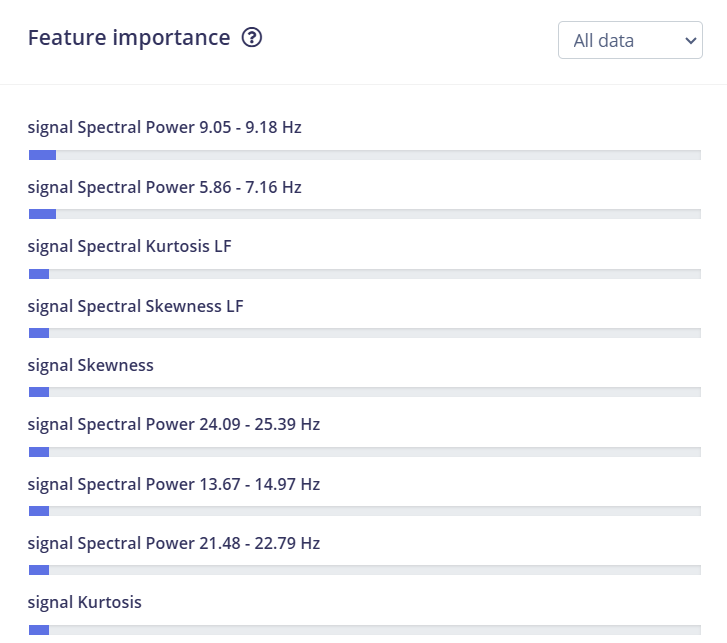 Feature importance ?
All data
signal Spectral Power 9.05 - 9.18 Hz
signal Spectral Power 5.86 - 7.16 Hz
signal Spectral Kurtosis LF
signal Spectral Skewness LF
signal Skewness
signal Spectral Power 24.09 - 25.39 Hz
signal Spectral Power 13.67 - 14.97 Hz
signal Spectral Power 21.48 - 22.79 Hz
signal Kurtosis